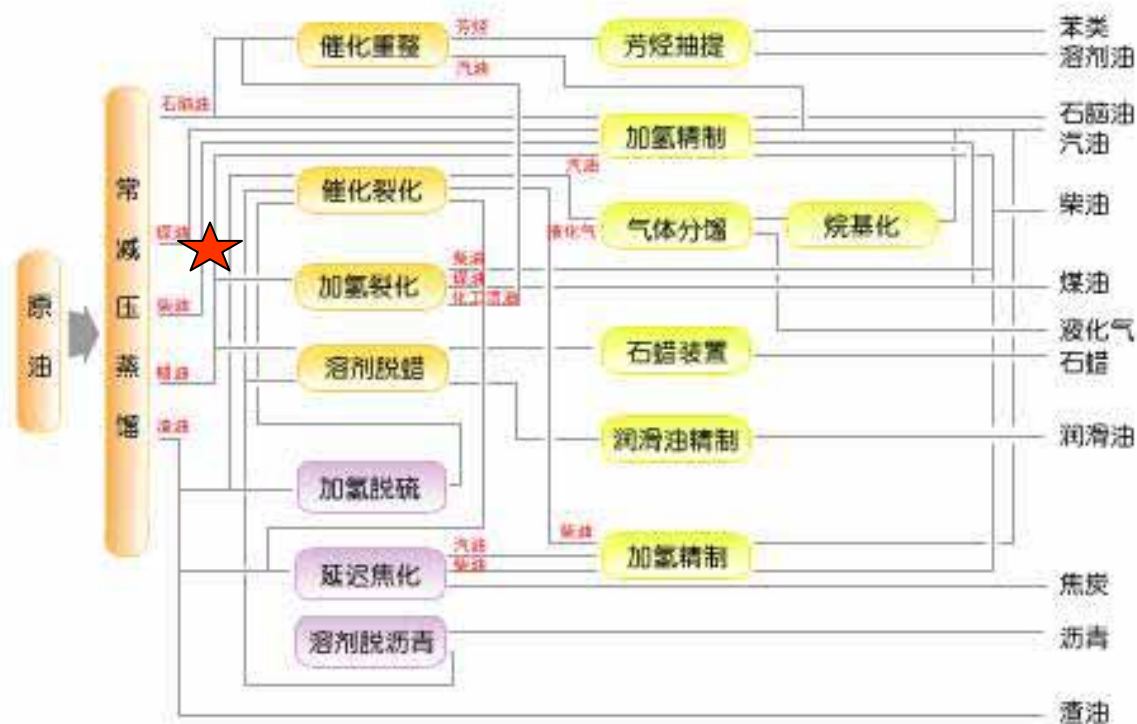 原油
常减压蒸馏
石脑油
煤油
柴油
蜡油
渣油
催化重整
芳烃
汽油
催化裂化
加氢裂化
柴油
煤油
溶剂脱蜡
加氢脱硫
延迟焦化
汽油
柴油
溶剂脱沥青
芳烃抽提
加氢精制
汽油
液化气
气体分馏
烷基化
石蜡装置
润滑油精制
柴油
加氢精制
苯类
溶剂油
石脑油
汽油
柴油
煤油
液化气
石蜡
润滑油
焦炭
沥青
渣油